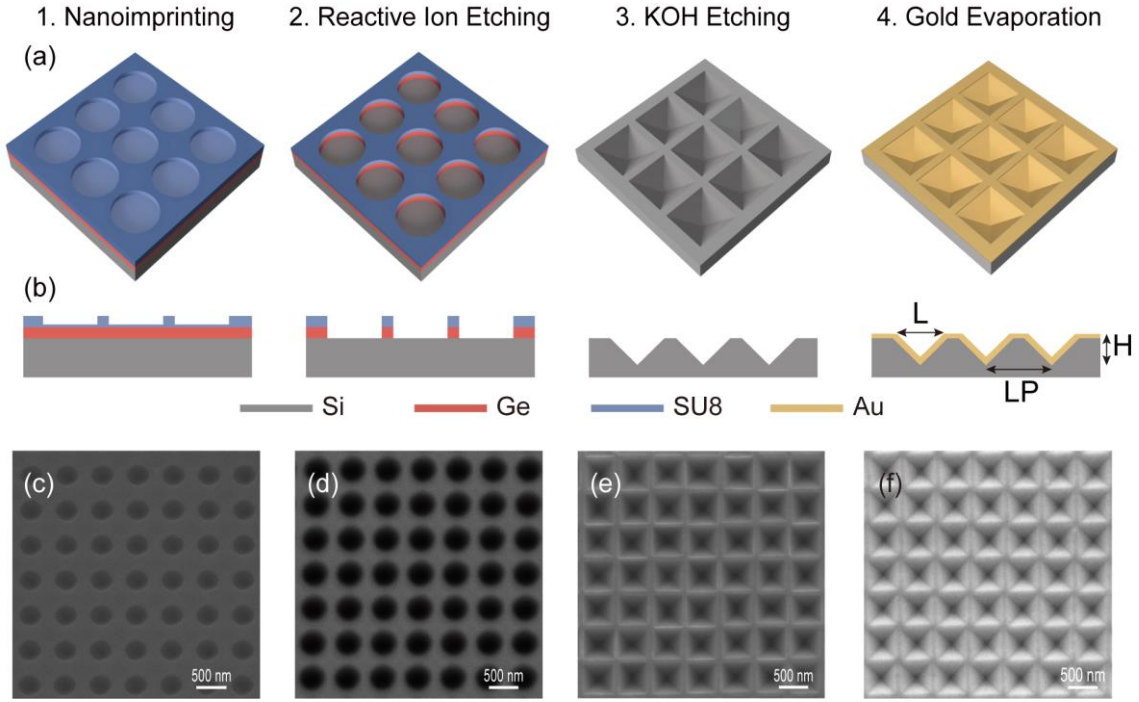 1. Nanoimprinting
2. Reactive Ion Etching
3. KOH Etching
4. Gold Evaporation
(a)
(b)
L
H
LP
Si
Ge
SU8
Au
(c)
500 nm
(d)
500 nm
(e)
500 nm
(f)
500 nm